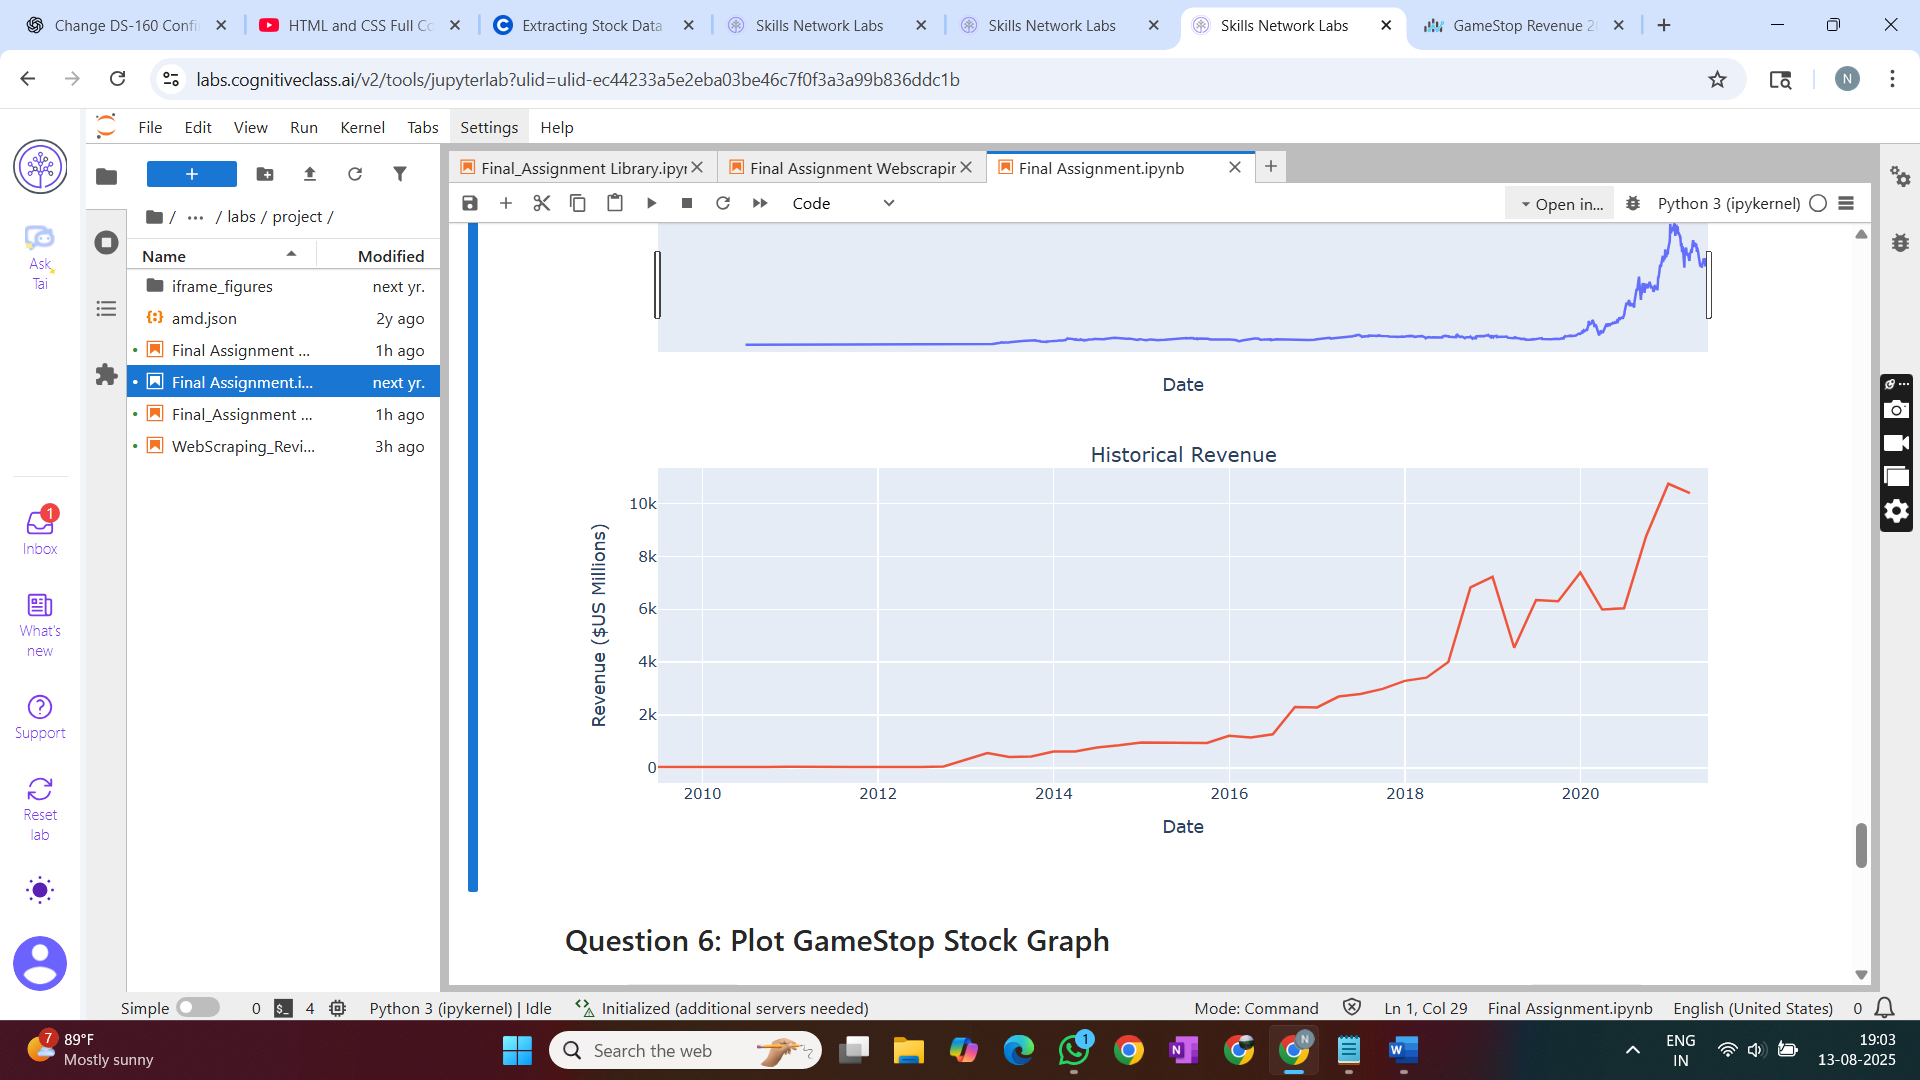 Change DS-160 Confi
HTML and CSS Full Co
Extracting Stock Data
Skills Network Labs
Skills Network Labs
Skills Network Labs
GameStop Revenue 2
labs.cognitiveclass.ai/v2/tools/jupyterlab?ulid=ulid-ec44233a5e2eba03be46c7f0f3a3a99b836ddc1b
N
File Edit View Run Kernel Tabs Settings Help
Ask
Tai
Inbox
1
What's
new
Support
Reset
lab
/ ··· / labs / project /
Name Modified
iframe_figures next yr.
amd.json 2y ago
Final Assignment ... 1h ago
Final Assignment.i... next yr.
Final_Assignment ... 1h ago
WebScraping_Revi... 3h ago
Final_Assignment Library.ipyn
Final Assignment Webscrapin
Final Assignment.ipynb
Code
Open in...
Python 3 (ipykernel)
Date
Historical Revenue
Revenue ($US Millions)
10k
8k
6k
4k
2k
0
2010 2012 2014 2016 2018 2020
Date
Question 6: Plot GameStop Stock Graph
Simple 0 $_ 4 Python 3 (ipykernel) | Idle Initialized (additional servers needed) Mode: Command Ln 1, Col 29 Final Assignment.ipynb English (United States) 0
7
89°F
Mostly sunny
Search the web
1
N
N
W
ENG
IN
19:03
13-08-2025